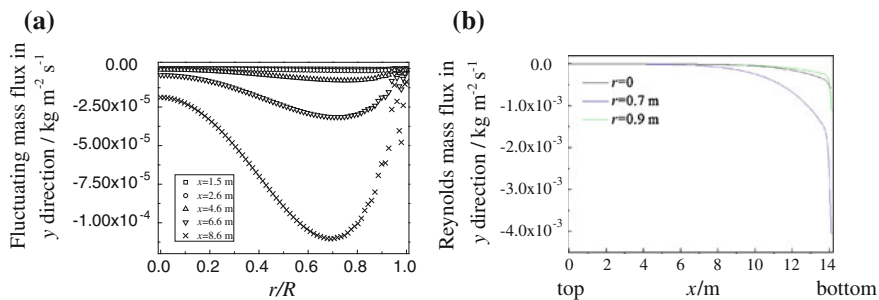 (a)
Fluctuating mass flux in
y direction / kg m⁻² s⁻¹
0.00
-2.50x10⁻⁵
-5.00x10⁻⁵
-7.50x10⁻⁵
-1.00x10⁻⁴
x=1.5 m
x=2.6 m
x=4.6 m
x=6.6 m
x=8.6 m
0.0 0.2 0.4 0.6 0.8 1.0
r/R
(b)
Reynolds mass flux in
y direction / kg m⁻² s⁻¹
0.0
-1.0x10⁻³
-2.0x10⁻³
-3.0x10⁻³
-4.0x10⁻³
r=0
r=0.7 m
r=0.9 m
0 2 4 6 8 10 12 14
top x/m bottom